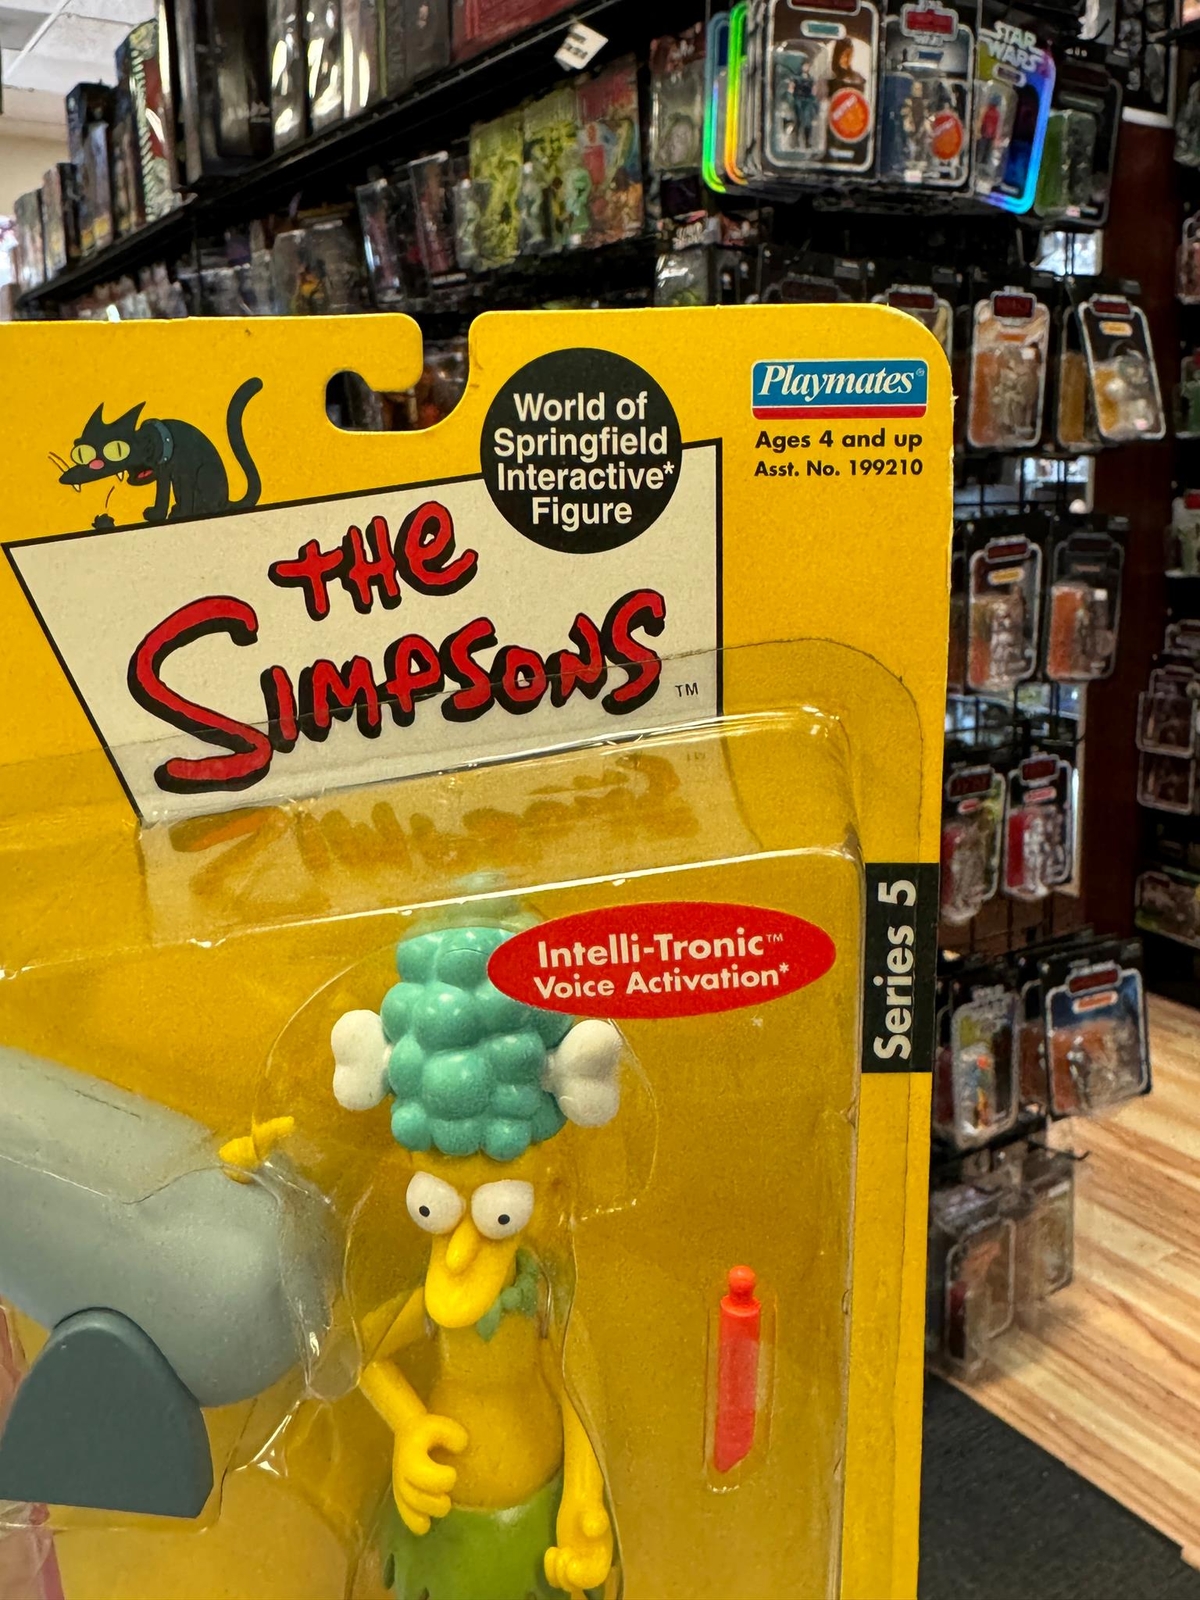 STAR
WARS
World of
Springfield
Interactive*
Figure
Playmates®
Ages 4 and up
Asst. No. 199210
THE
SIMPSONS
TM
Intelli-Tronic™
Voice Activation*
Series 5